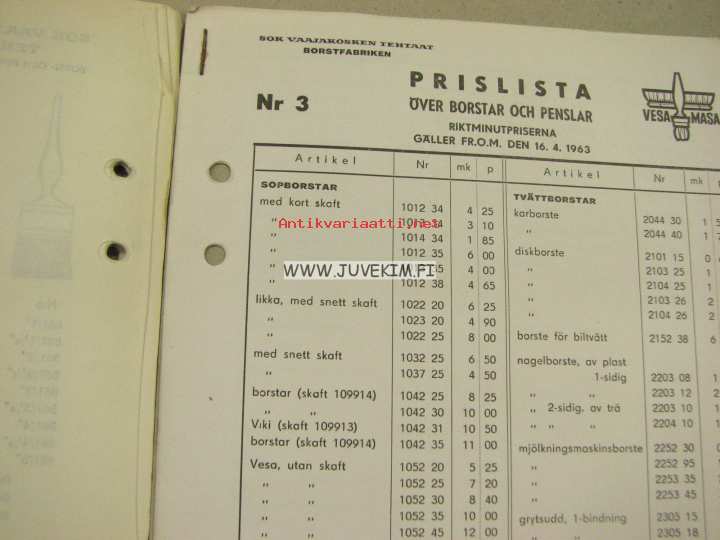 SOK VAAJAKOSKEN TEHTAAT
BORSTFABRIKEN
PRISLISTA
Nr 3
ÖVER BORSTAR OCH PENSLAR
RIKTMINUTPRISERNA
GÄLLER FR.O.M. DEN 16. 4. 1963
VESA MASA
Artikel Nr mk p
SOPBORSTAR
med kort skaft 1012 34 4 25
" 1013 34 3 10
" 1014 34 1 85
" 1012 35 6 00
" 35 4 00
" 1012 38 4 65
likka, med snett skaft 1022 20 6 25
" 1023 20 4 90
" 1022 25 8 00
med snett skaft 1032 25 6 50
" 1037 25 4 50
borstar (skaft 109914) 1042 25 8 25
" " 1042 30 10 00
Viki (skaft 109913) 1042 31 10 50
borstar (skaft 109914) 1042 35 11 00
Vesa, utan skaft 1052 20 5 25
" " 1052 25 7 20
" " 1052 30 8 40
" " 1052 35 10 00
" " 1052 45 12 00
Artikel Nr mk
TVÄTTBORSTAR
karborste 2044 30 1
" 2044 40 1
diskborste 2101 15 0
" 2103 25 1
" 2104 25 1
" 2103 26 2
" 2104 26 2
borste för biltvätt 2152 38 6
nagelborste, av plast
1-sidig 2203 08 1
" " 2203 12 2
" 2-sidig. av trä 2203 10 1
" " " 2204 10 1
mjölkningsmaskinsborste 2252 30
" 2252 95 1
" 2253 35
" 2253 45
grytsudd, 1-bindning 2305 16
" 2305 18
Antikvariaatti.net
WWW.JUVEKIM.FI